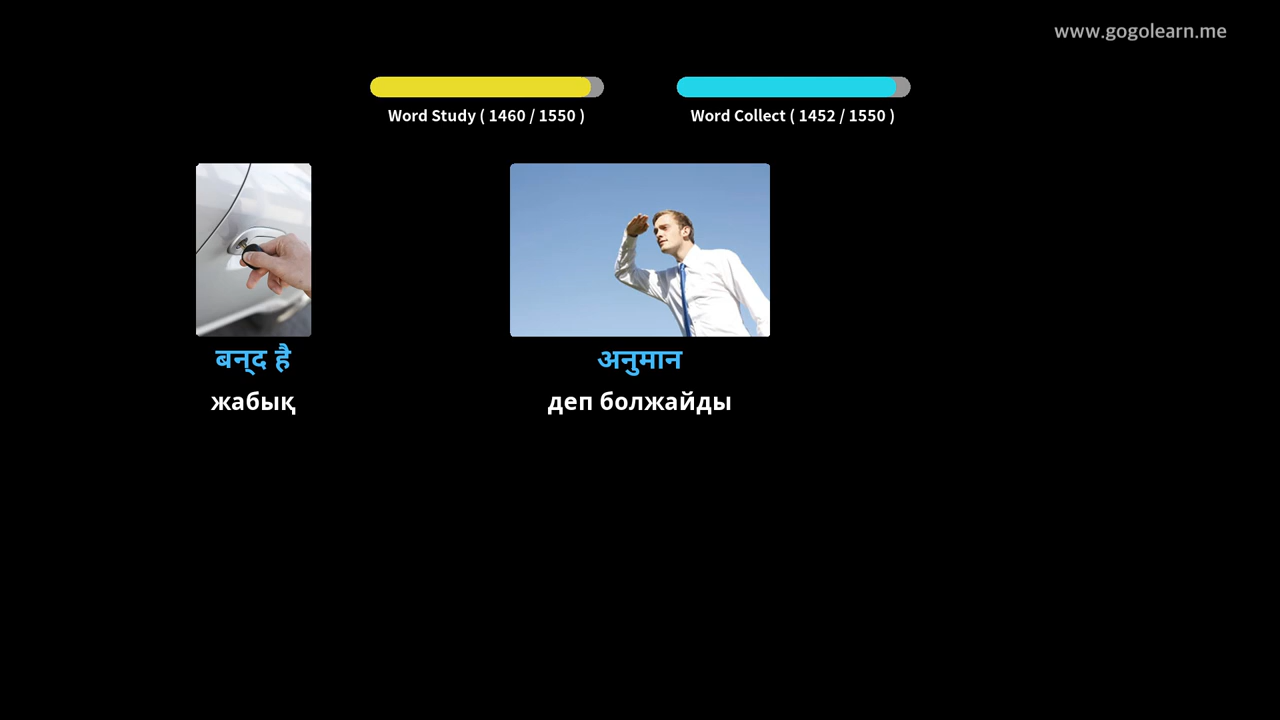 www.gogolearn.me
Word Study ( 1460 / 1550 )
Word Collect ( 1452 / 1550 )
बन्‌द है
жабық
अनुमान
деп болжайды